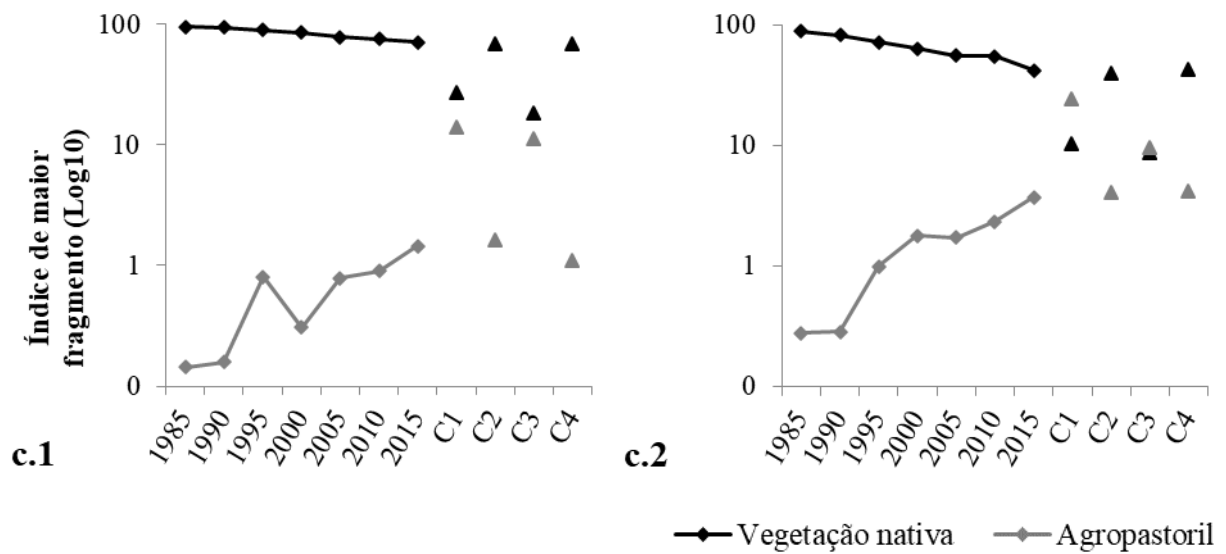 Índice de maior
fragmento (Log10)
100
10
1
0
1985
1990
1995
2000
2005
2010
2015
C1
C2
C3
C4
c.1
100
10
1
0
1985
1990
1995
2000
2005
2010
2015
C1
C2
C3
C4
c.2
Vegetação nativa
Agropastoril